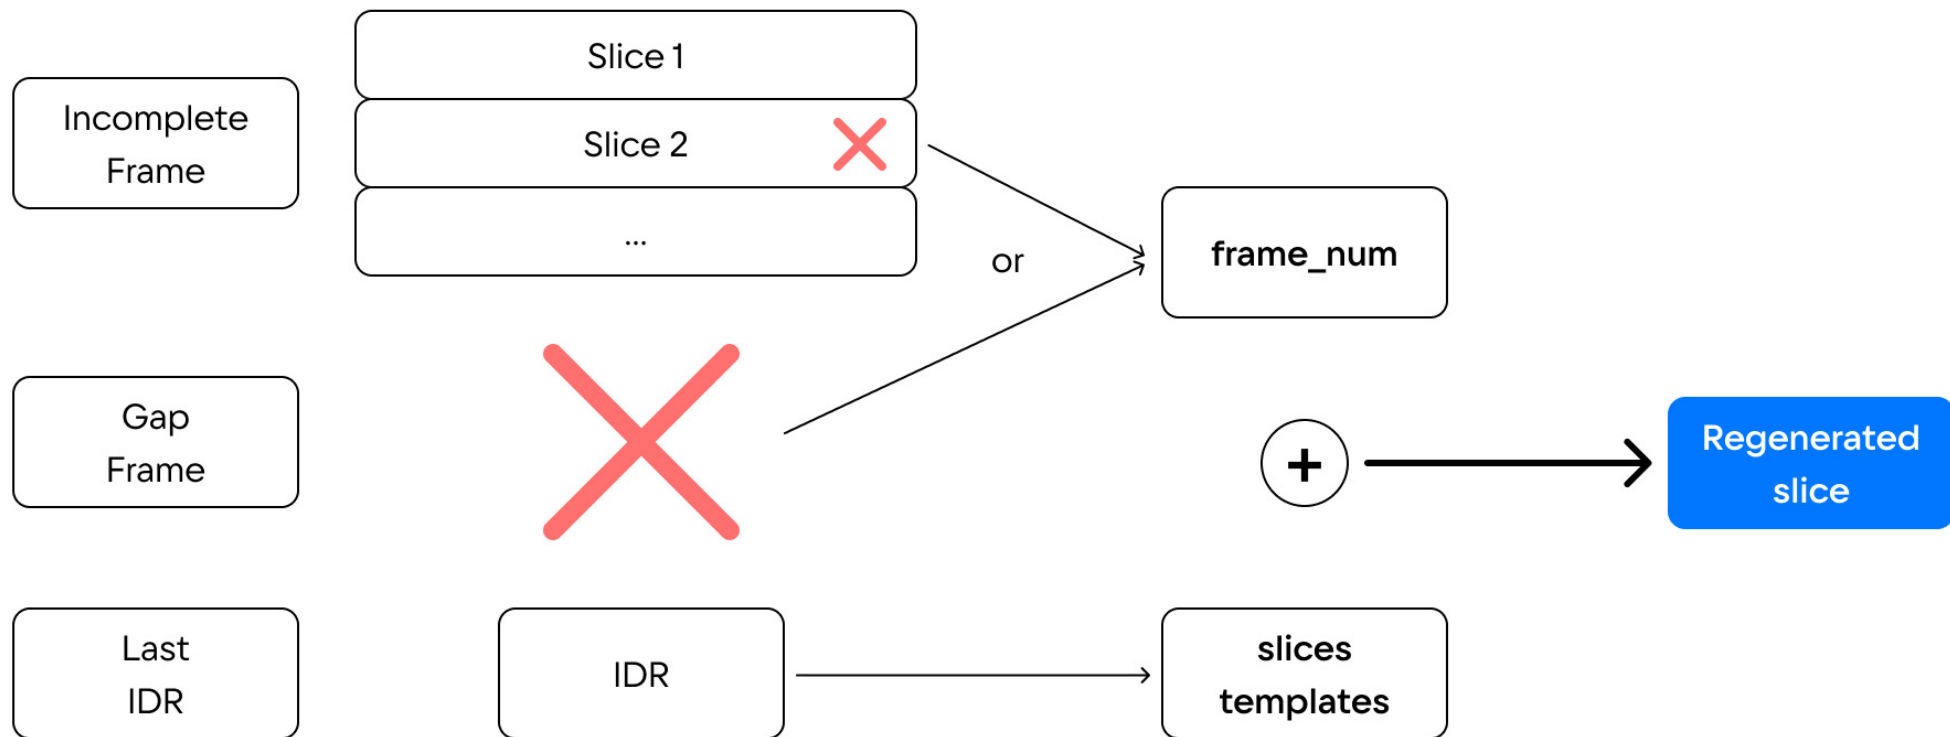 Slice 1
Incomplete
Frame
Slice 2
...
or
frame_num
Gap
Frame
+
Regenerated
slice
Last
IDR
IDR
slices
templates